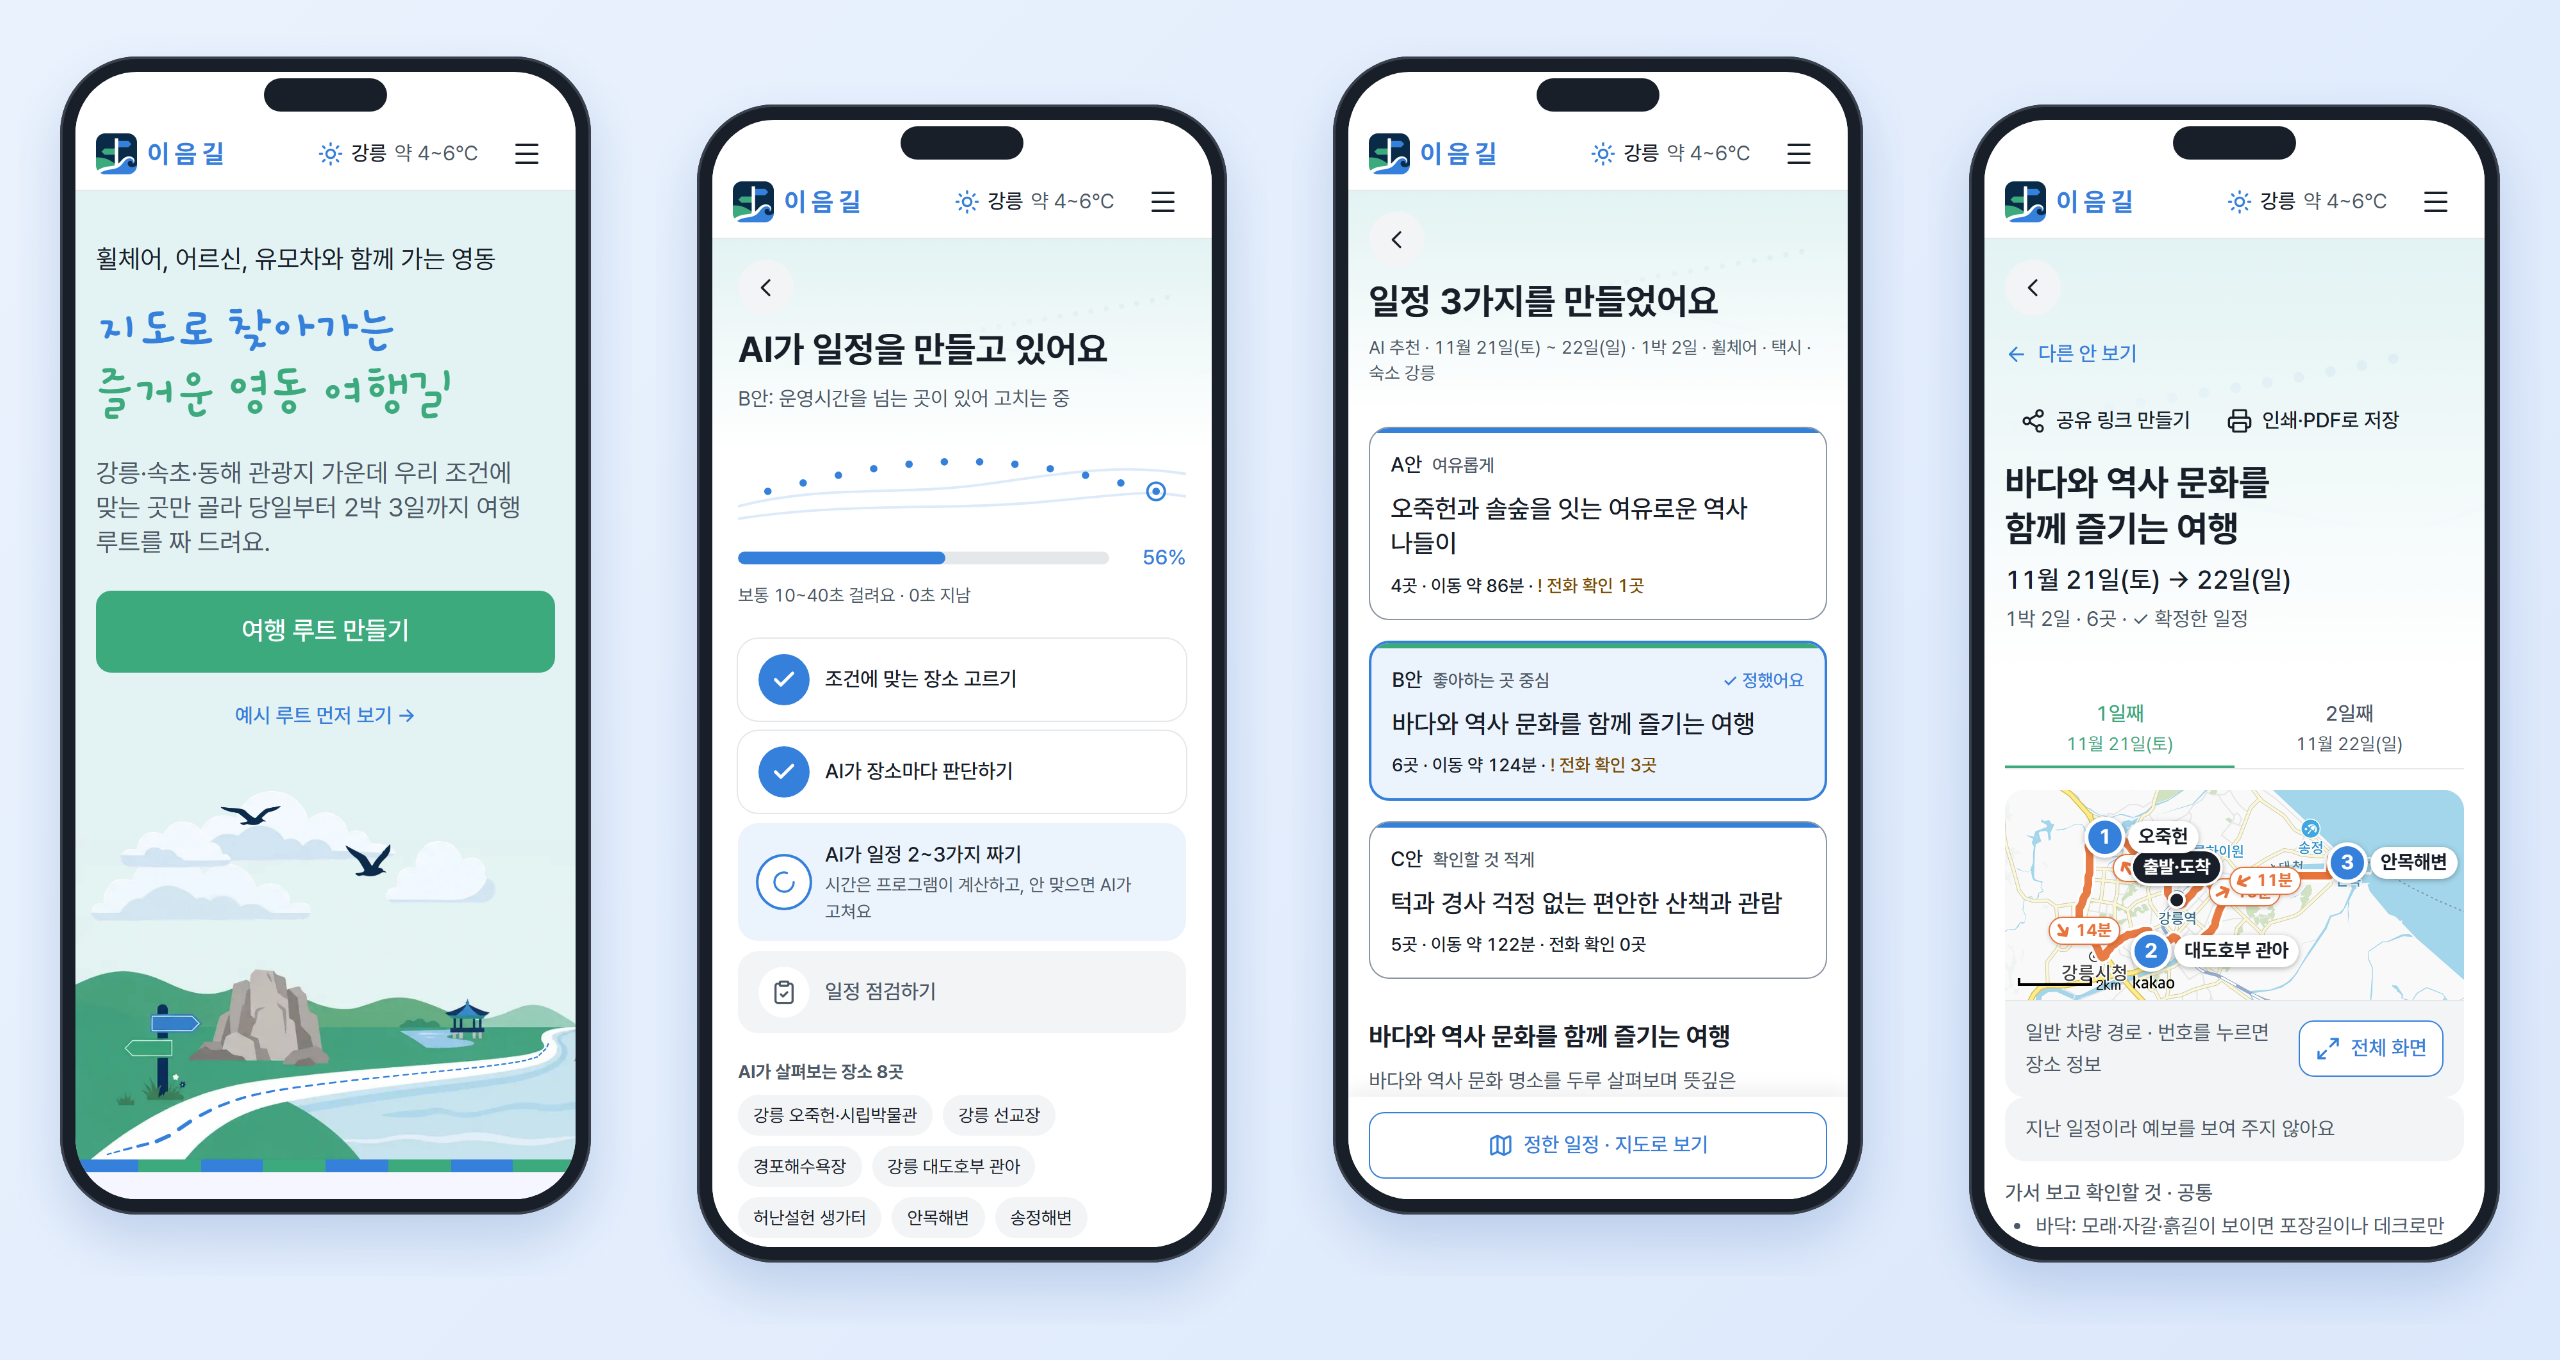 이음길
강릉 약 4~6°C
휠체어, 어르신, 유모차와 함께 가는 영동
지도로 찾아가는
즐거운 영동 여행길
강릉·속초·동해 관광지 가운데 우리 조건에
맞는 곳만 골라 당일부터 2박 3일까지 여행
루트를 짜 드려요.
여행 루트 만들기
예시 루트 먼저 보기 →
이음길
강릉 약 4~6°C
AI가 일정을 만들고 있어요
B안: 운영시간을 넘는 곳이 있어 고치는 중
56%
보통 10~40초 걸려요 · 0초 지남
조건에 맞는 장소 고르기
AI가 장소마다 판단하기
AI가 일정 2~3가지 짜기
시간은 프로그램이 계산하고, 안 맞으면 AI가
고쳐요
일정 점검하기
AI가 살펴보는 장소 8곳
강릉 오죽헌·시립박물관
강릉 선교장
경포해수욕장
강릉 대도호부 관아
허난설헌 생가터
안목해변
송정해변
이음길
강릉 약 4~6°C
일정 3가지를 만들었어요
AI 추천 · 11월 21일(토) ~ 22일(일) · 1박 2일 · 휠체어 · 택시 ·
숙소 강릉
A안 여유롭게
오죽헌과 솔숲을 잇는 여유로운 역사
나들이
4곳 · 이동 약 86분 · ! 전화 확인 1곳
B안 좋아하는 곳 중심
✓ 정했어요
바다와 역사 문화를 함께 즐기는 여행
6곳 · 이동 약 124분 · ! 전화 확인 3곳
C안 확인할 것 적게
턱과 경사 걱정 없는 편안한 산책과 관람
5곳 · 이동 약 122분 · 전화 확인 0곳
바다와 역사 문화를 함께 즐기는 여행
바다와 역사 문화 명소를 두루 살펴보며 뜻깊은
정한 일정 · 지도로 보기
이음길
강릉 약 4~6°C
← 다른 안 보기
공유 링크 만들기
인쇄·PDF로 저장
바다와 역사 문화를
함께 즐기는 여행
11월 21일(토) → 22일(일)
1박 2일 · 6곳 · ✓ 확정한 일정
1일째
11월 21일(토)
2일째
11월 22일(일)
1 오죽헌
출발·도착
송정
3 안목해변
11분
강릉역
14분
2 대도호부 관아
강릉시청
2km kakao
일반 차량 경로 · 번호를 누르면
장소 정보
전체 화면
지난 일정이라 예보를 보여 주지 않아요
가서 보고 확인할 것 · 공통
• 바닥: 모래·자갈·흙길이 보이면 포장길이나 데크로만